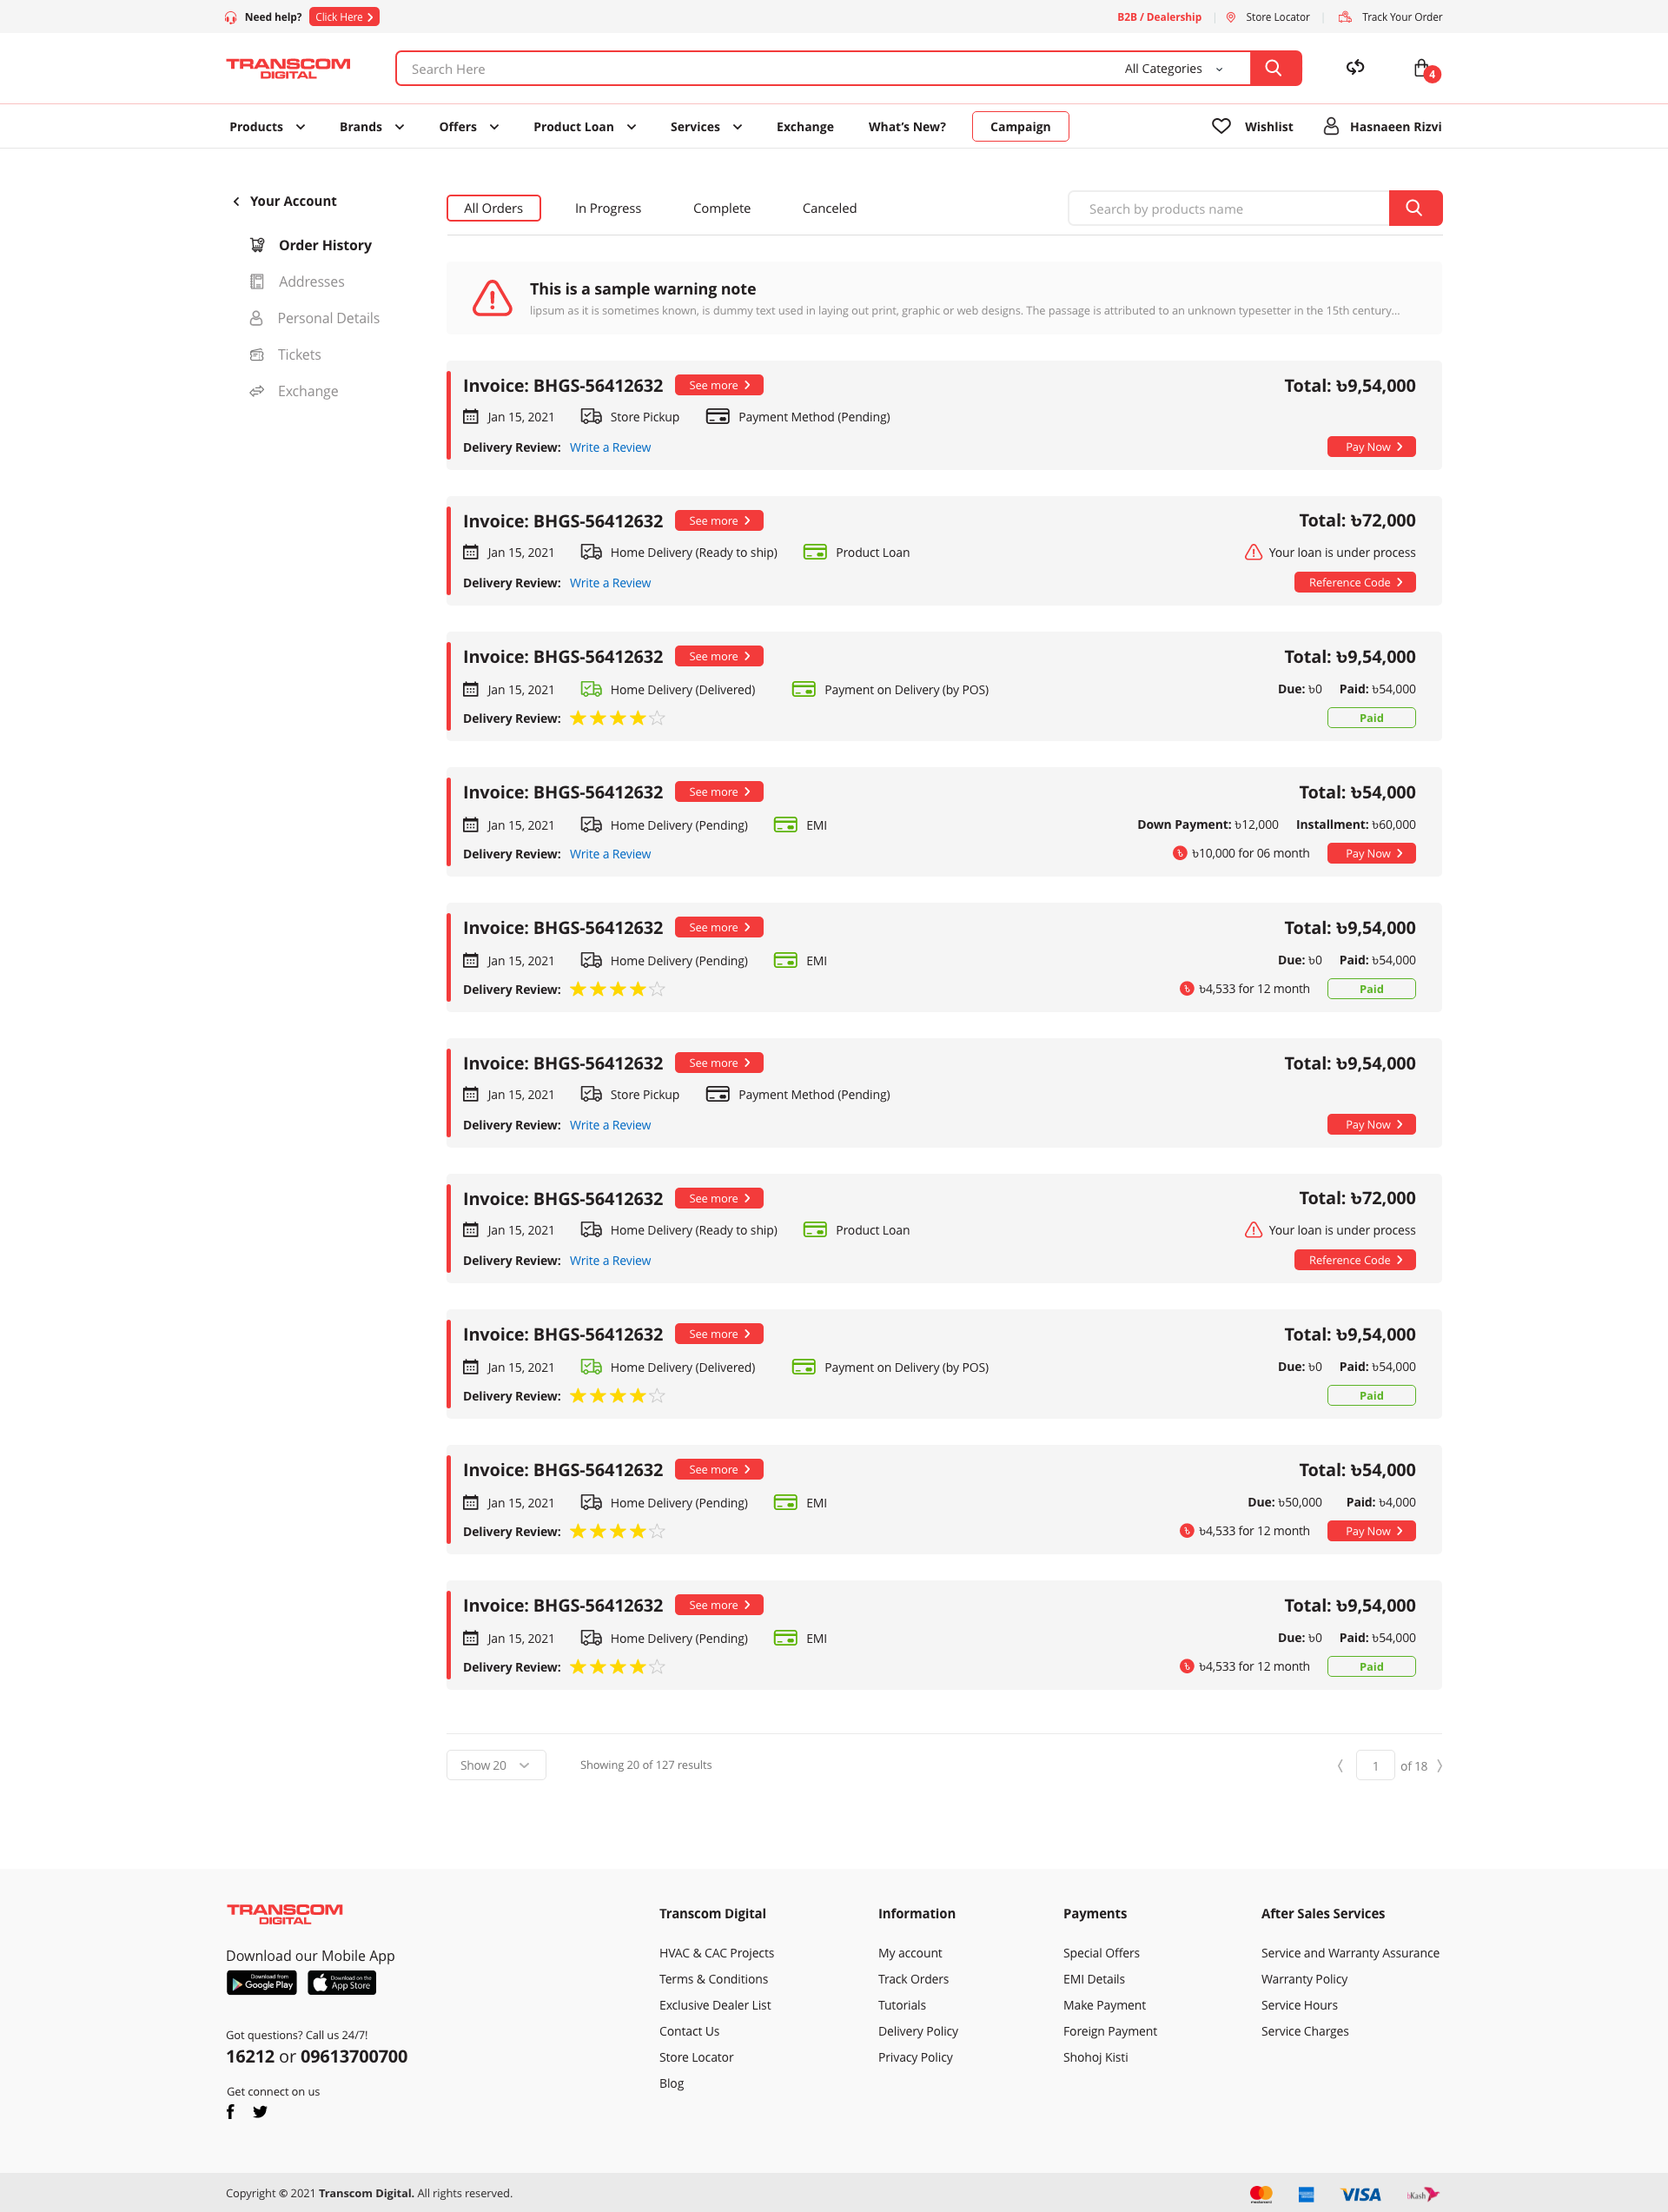 Need help? Click Here
B2B / Dealership Store Locator Track Your Order
TRANSCOM DIGITAL
Search Here All Categories
4
Products Brands Offers Product Loan Services Exchange What's New? Campaign Wishlist Hasnaeen Rizvi
Your Account
Order History
Addresses
Personal Details
Tickets
Exchange
All Orders In Progress Complete Canceled Search by products name
This is a sample warning note
lipsum as it is sometimes known, is dummy text used in laying out print, graphic or web designs. The passage is attributed to an unknown typesetter in the 15th century...
Invoice: BHGS-56412632 See more Total: ৳9,54,000
Jan 15, 2021 Store Pickup Payment Method (Pending)
Delivery Review: Write a Review Pay Now
Invoice: BHGS-56412632 See more Total: ৳72,000
Jan 15, 2021 Home Delivery (Ready to ship) Product Loan Your loan is under process
Delivery Review: Write a Review Reference Code
Invoice: BHGS-56412632 See more Total: ৳9,54,000
Jan 15, 2021 Home Delivery (Delivered) Payment on Delivery (by POS) Due: ৳0 Paid: ৳54,000
Delivery Review: Paid
Invoice: BHGS-56412632 See more Total: ৳54,000
Jan 15, 2021 Home Delivery (Pending) EMI Down Payment: ৳12,000 Installment: ৳60,000
Delivery Review: Write a Review ৳ ৳10,000 for 06 month Pay Now
Invoice: BHGS-56412632 See more Total: ৳9,54,000
Jan 15, 2021 Home Delivery (Pending) EMI Due: ৳0 Paid: ৳54,000
Delivery Review: ৳ ৳4,533 for 12 month Paid
Invoice: BHGS-56412632 See more Total: ৳9,54,000
Jan 15, 2021 Store Pickup Payment Method (Pending)
Delivery Review: Write a Review Pay Now
Invoice: BHGS-56412632 See more Total: ৳72,000
Jan 15, 2021 Home Delivery (Ready to ship) Product Loan Your loan is under process
Delivery Review: Write a Review Reference Code
Invoice: BHGS-56412632 See more Total: ৳9,54,000
Jan 15, 2021 Home Delivery (Delivered) Payment on Delivery (by POS) Due: ৳0 Paid: ৳54,000
Delivery Review: Paid
Invoice: BHGS-56412632 See more Total: ৳54,000
Jan 15, 2021 Home Delivery (Pending) EMI Due: ৳50,000 Paid: ৳4,000
Delivery Review: ৳ ৳4,533 for 12 month Pay Now
Invoice: BHGS-56412632 See more Total: ৳9,54,000
Jan 15, 2021 Home Delivery (Pending) EMI Due: ৳0 Paid: ৳54,000
Delivery Review: ৳ ৳4,533 for 12 month Paid
Show 20 Showing 20 of 127 results 1 of 18
TRANSCOM DIGITAL
Download our Mobile App
Download from Google Play
Download on the App Store
Got questions? Call us 24/7!
16212 or 09613700700
Get connect on us
Transcom Digital
HVAC & CAC Projects
Terms & Conditions
Exclusive Dealer List
Contact Us
Store Locator
Blog
Information
My account
Track Orders
Tutorials
Delivery Policy
Privacy Policy
Payments
Special Offers
EMI Details
Make Payment
Foreign Payment
Shohoj Kisti
After Sales Services
Service and Warranty Assurance
Warranty Policy
Service Hours
Service Charges
Copyright © 2021 Transcom Digital. All rights reserved.
VISA bKash